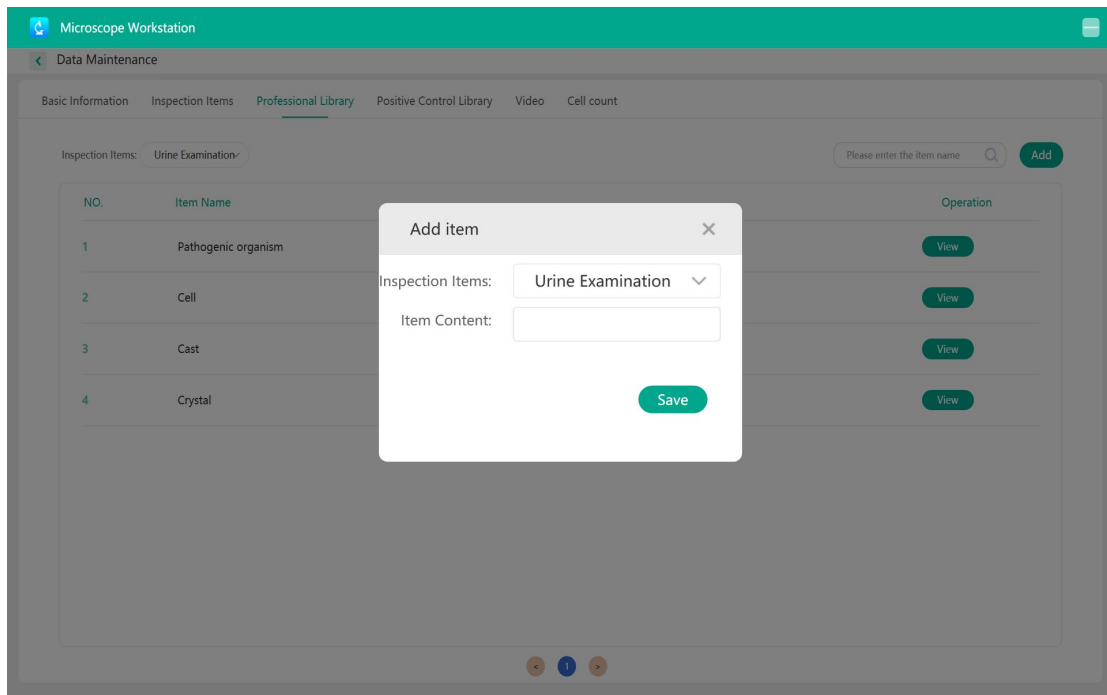 Microscope Workstation
Data Maintenance
Basic Information Inspection Items Professional Library Positive Control Library Video Cell count
Inspection Items: Urine Examination Please enter the item name Add
NO. Item Name Operation
1 Pathogenic organism View
2 Cell View
3 Cast View
4 Crystal View
Add item
Inspection Items: Urine Examination
Item Content:
Save
< 1 >